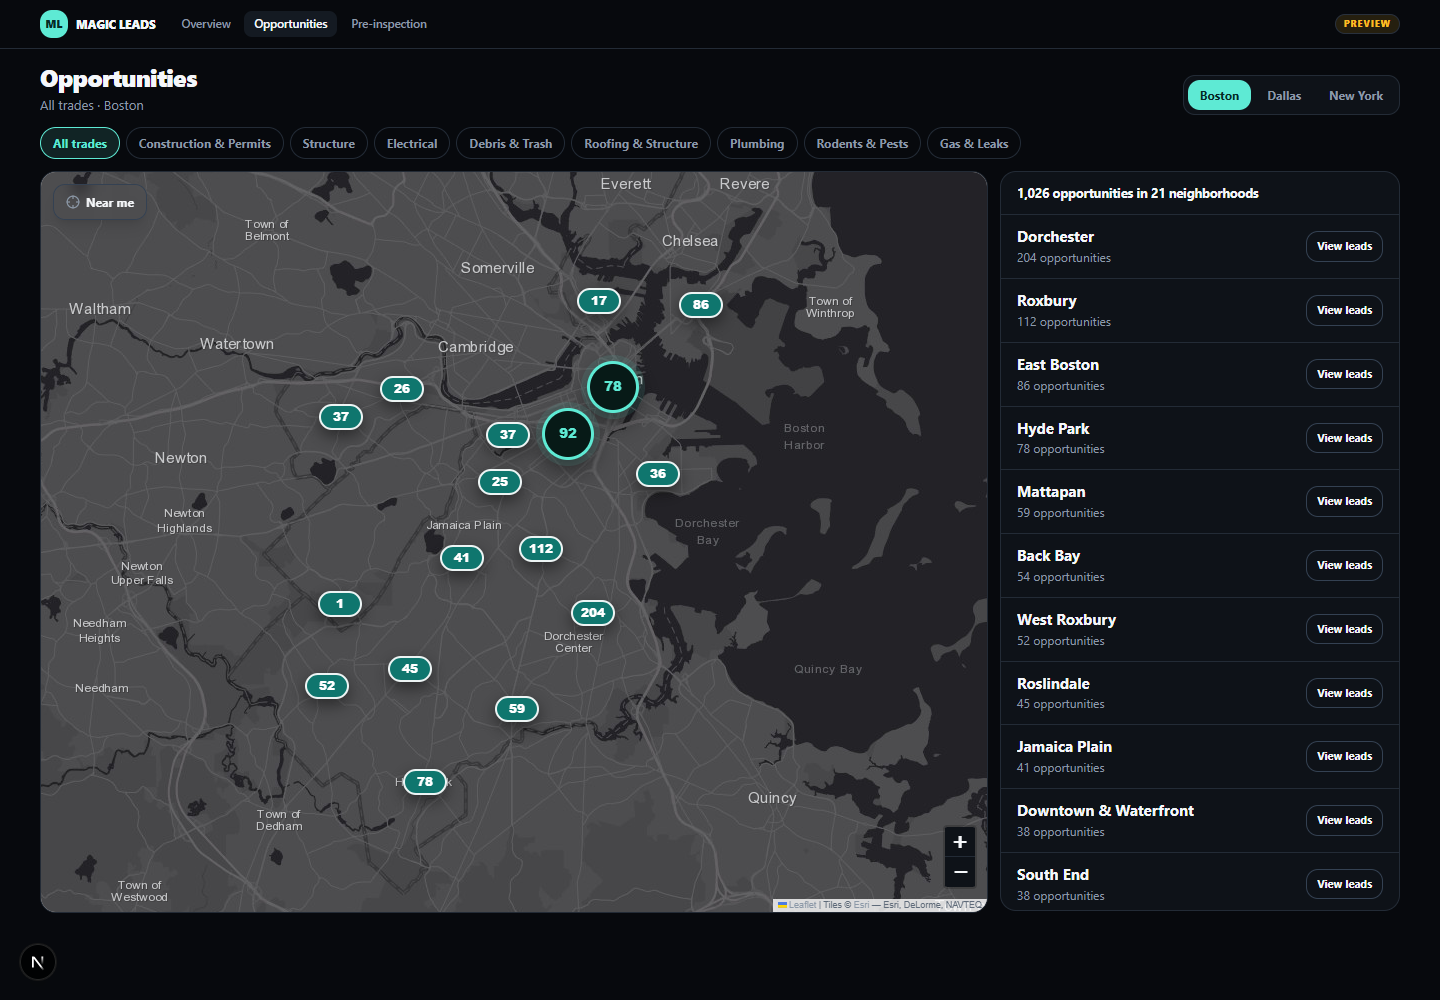 ML MAGIC LEADS Overview Opportunities Pre-inspection PREVIEW
Opportunities
All trades · Boston
Boston Dallas New York
All trades Construction & Permits Structure Electrical Debris & Trash Roofing & Structure Plumbing Rodents & Pests Gas & Leaks
Near me
Everett Revere
Town of
Belmont
Chelsea
Somerville
17
86
Town of
Winthrop
Waltham
Watertown
Cambridge
78
26
37
37
92
Boston
Harbor
Newton
25
36
Newton
Highlands
Jamaica Plain
Dorchester
Bay
41
112
Newton
Upper Falls
1
204
Needham
Heights
Dorchester
Center
45
Quincy Bay
52
Needham
59
78
Quincy
Town of
Dedham
Town of
Westwood
+
−
Leaflet | Tiles © Esri — Esri, DeLorme, NAVTEQ
1,026 opportunities in 21 neighborhoods
Dorchester
204 opportunities
View leads
Roxbury
112 opportunities
View leads
East Boston
86 opportunities
View leads
Hyde Park
78 opportunities
View leads
Mattapan
59 opportunities
View leads
Back Bay
54 opportunities
View leads
West Roxbury
52 opportunities
View leads
Roslindale
45 opportunities
View leads
Jamaica Plain
41 opportunities
View leads
Downtown & Waterfront
38 opportunities
View leads
South End
38 opportunities
View leads
N